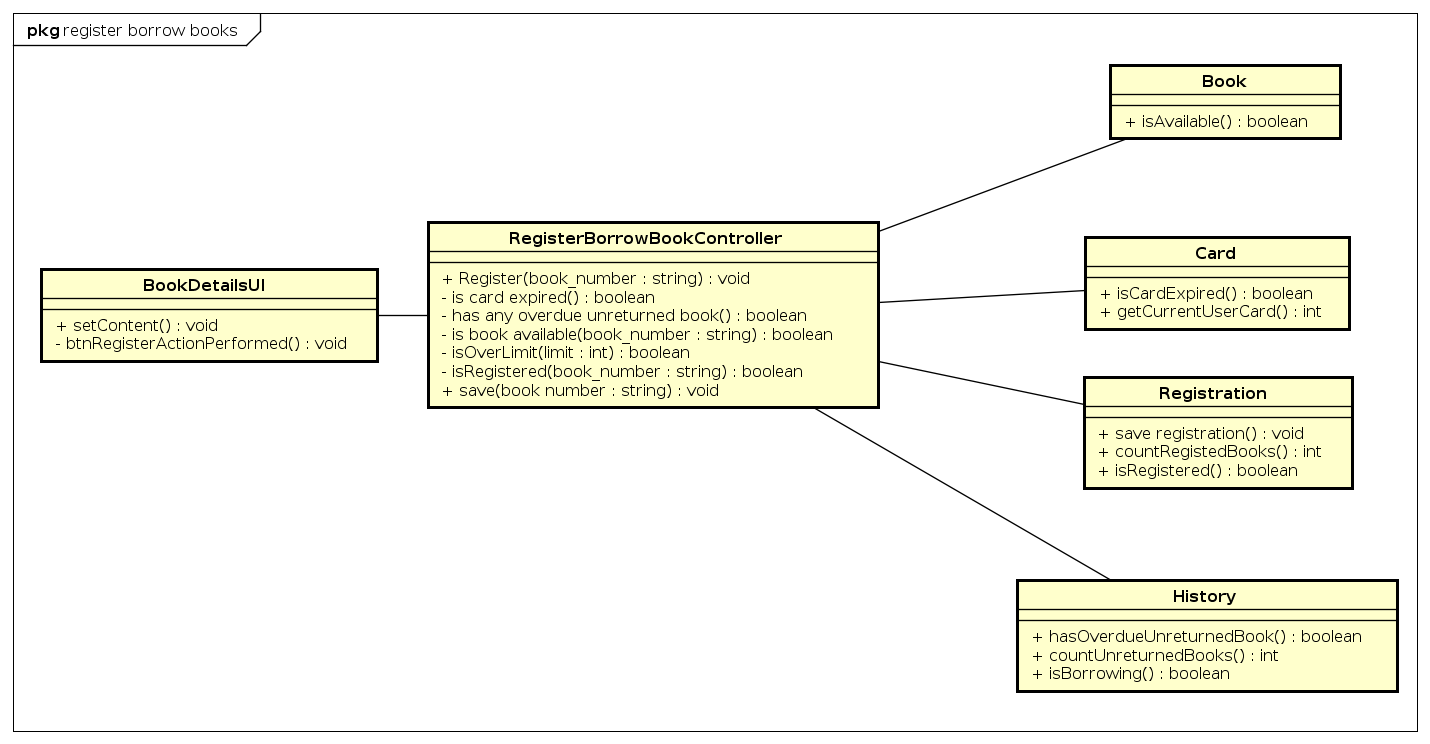 pkg register borrow books
Book
+ isAvailable() : boolean
RegisterBorrowBookController
+ Register(book_number : string) : void
- is card expired() : boolean
- has any overdue unreturned book() : boolean
- is book available(book_number : string) : boolean
- isOverLimit(limit : int) : boolean
- isRegistered(book_number : string) : boolean
+ save(book number : string) : void
Card
+ isCardExpired() : boolean
+ getCurrentUserCard() : int
BookDetailsUI
+ setContent() : void
- btnRegisterActionPerformed() : void
Registration
+ save registration() : void
+ countRegistedBooks() : int
+ isRegistered() : boolean
History
+ hasOverdueUnreturnedBook() : boolean
+ countUnreturnedBooks() : int
+ isBorrowing() : boolean